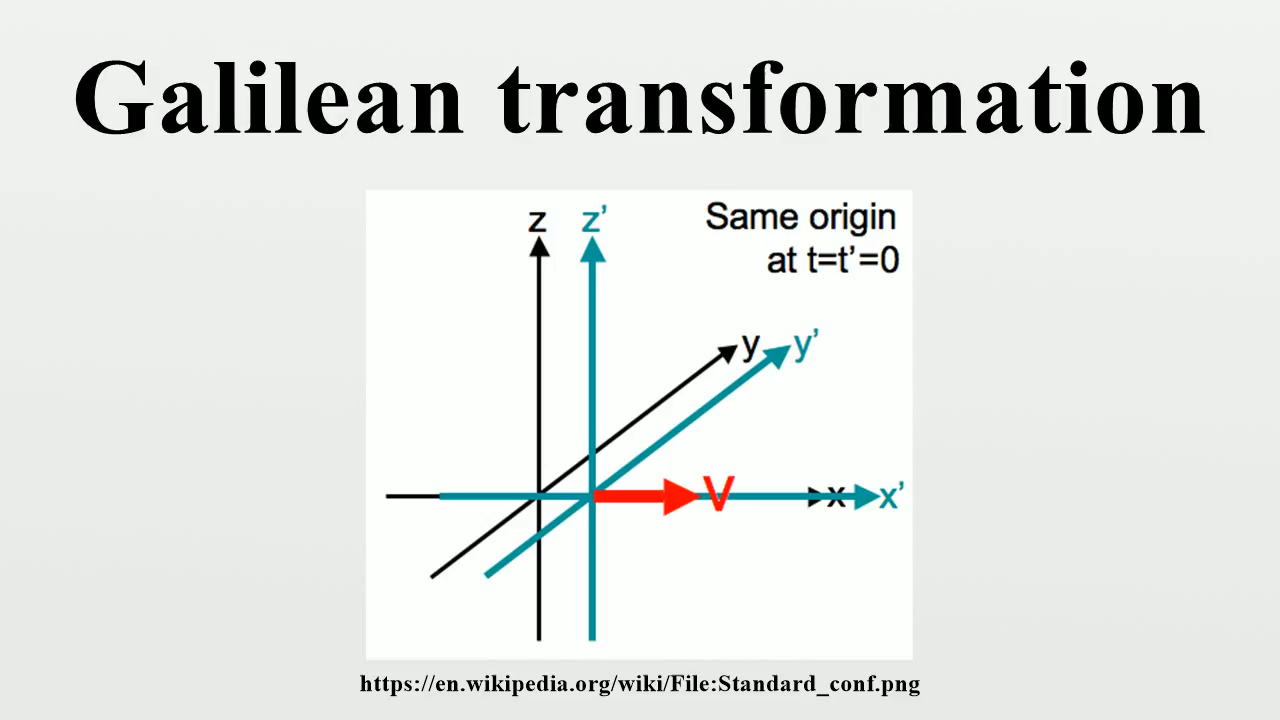 Galilean transformation
z z’ Same origin
at t=t’=0
y y’
V x x’
https://en.wikipedia.org/wiki/File:Standard_conf.png